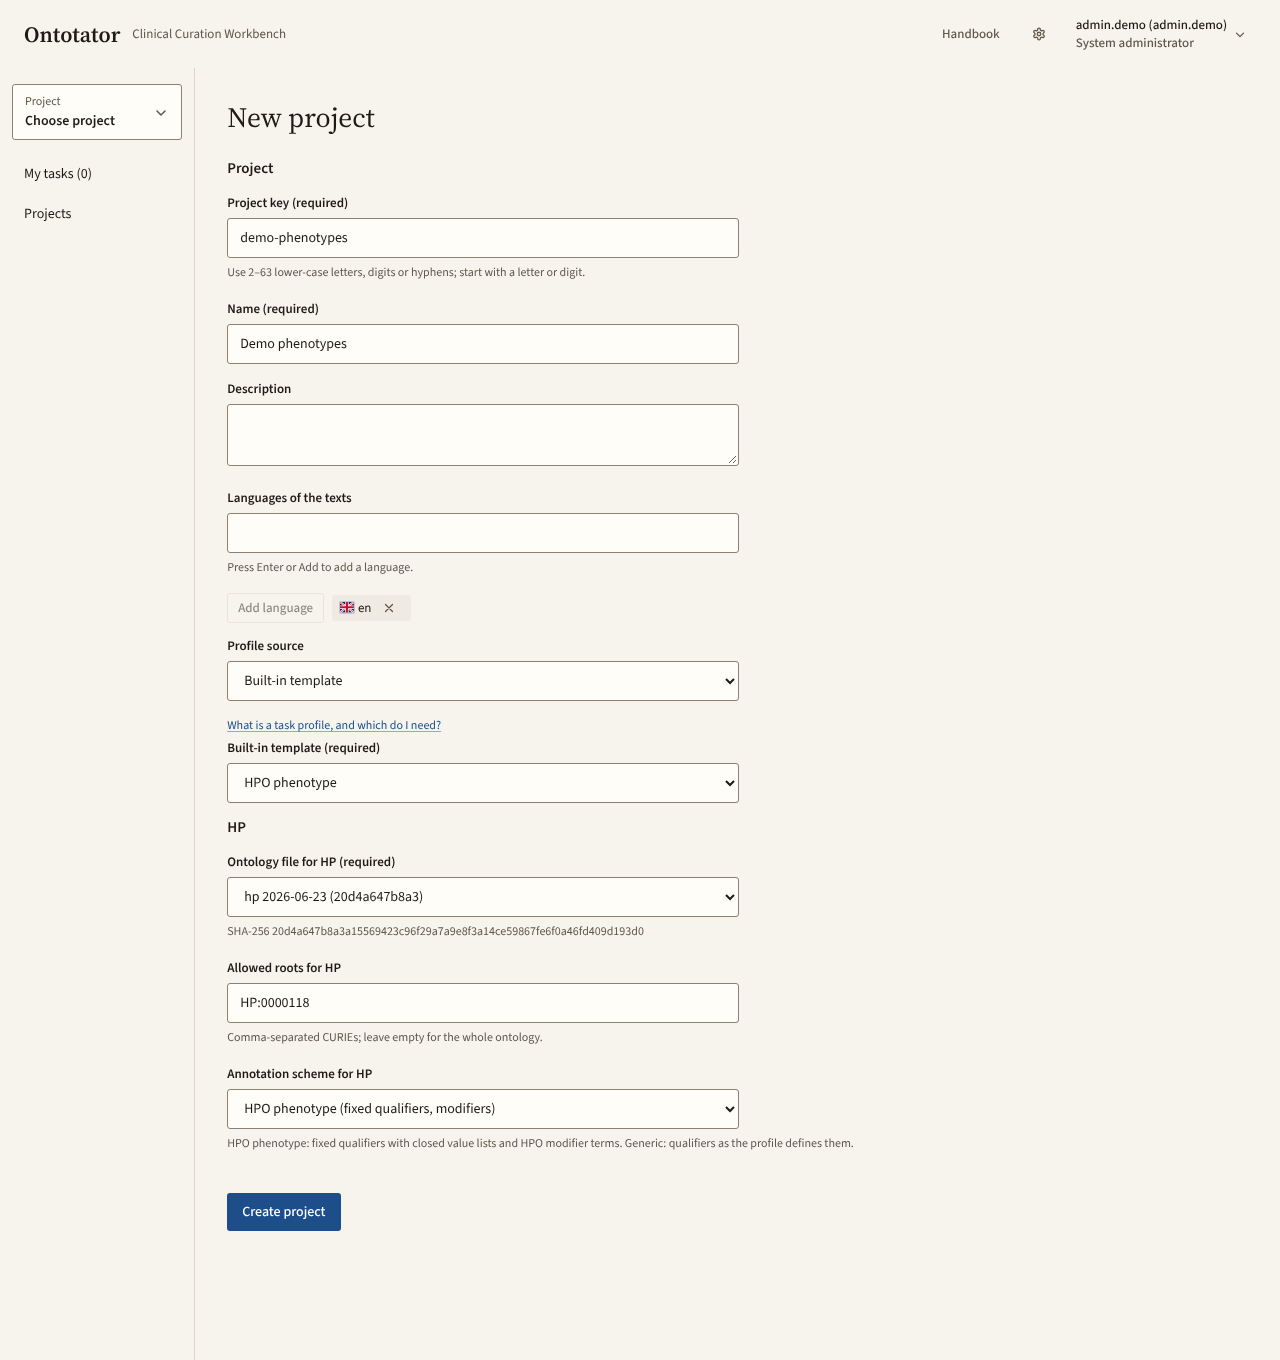 Ontotator Clinical Curation Workbench
Handbook
admin.demo (admin.demo)
System administrator
Project
Choose project
My tasks (0)
Projects
New project
Project
Project key (required)
demo-phenotypes
Use 2–63 lower-case letters, digits or hyphens; start with a letter or digit.
Name (required)
Demo phenotypes
Description
Languages of the texts
Press Enter or Add to add a language.
Add language en
Profile source
Built-in template
What is a task profile, and which do I need?
Built-in template (required)
HPO phenotype
HP
Ontology file for HP (required)
hp 2026-06-23 (20d4a647b8a3)
SHA-256 20d4a647b8a3a15569423c96f29a7a9e8f3a14ce59867fe6f0a46fd409d193d0
Allowed roots for HP
HP:0000118
Comma-separated CURIEs; leave empty for the whole ontology.
Annotation scheme for HP
HPO phenotype (fixed qualifiers, modifiers)
HPO phenotype: fixed qualifiers with closed value lists and HPO modifier terms. Generic: qualifiers as the profile defines them.
Create project